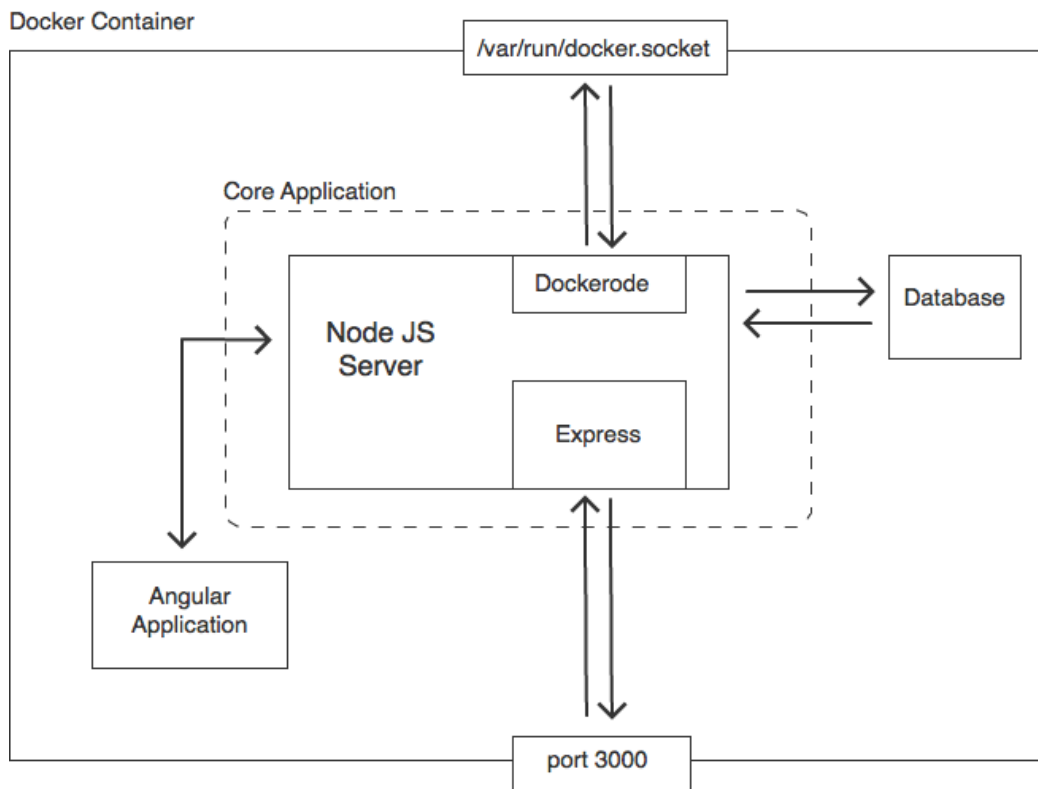 Docker Container
/var/run/docker.socket
Core Application
Dockerode
Database
Node JS
Server
Express
Angular
Application
port 3000